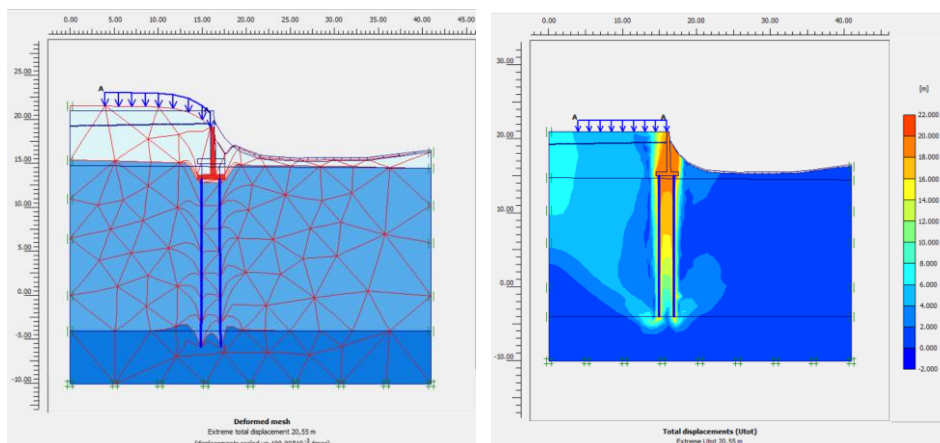 0.00 5.00 10.00 15.00 20.00 25.00 30.00 35.00 40.00 45.00
25.00
20.00
15.00
10.00
5.00
0.00
-5.00
-10.00
A
A
Deformed mesh
Extreme total displacement 20,55 m
0.00 10.00 20.00 30.00 40.00
30.00
20.00
10.00
0.00
-10.00
A
A
[m]
22.000
20.000
18.000
16.000
14.000
12.000
10.000
8.000
6.000
4.000
2.000
0.000
-2.000
Total displacements (Utot)
Extreme Utot 20,55 m